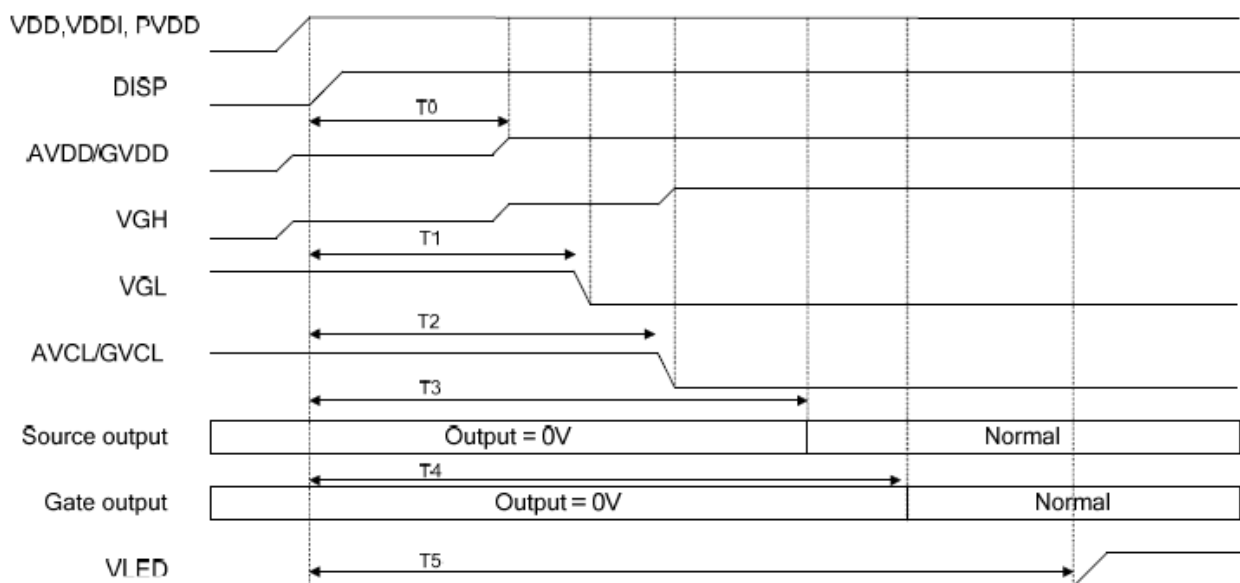 VDD,VDDI, PVDD
DISP
T0
AVDD/GVDD
VGH
T1
VGL
T2
AVCL/GVCL
T3
Source output
Output = 0V
Normal
T4
Gate output
Output = 0V
Normal
T5
VLED